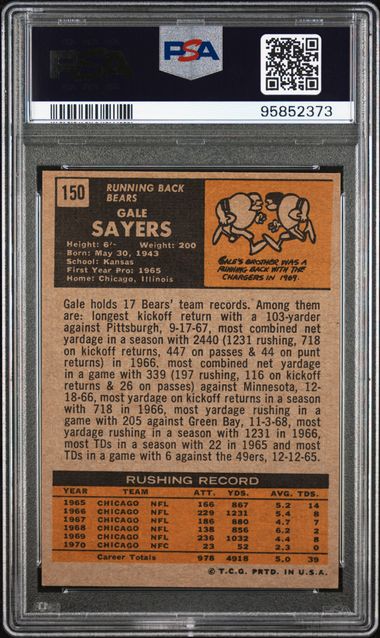 PSA
PSA
95852373
150
RUNNING BACK
BEARS
GALE
SAYERS
Height: 6'- Weight: 200
Born: May 30, 1943
School: Kansas
First Year Pro: 1965
Home: Chicago, Illinois
GALE'S BROTHER WAS A
RUNNING BACK WITH THE
CHARGERS IN 1969.
Gale holds 17 Bears' team records. Among them
are: longest kickoff return with a 103-yarder
against Pittsburgh, 9-17-67, most combined net
yardage in a season with 2440 (1231 rushing, 718
on kickoff returns, 447 on passes & 44 on punt
returns) in 1966, most combined net yardage
in a game with 339 (197 rushing, 116 on kickoff
returns & 26 on passes) against Minnesota, 12-
18-66, most yardage on kickoff returns in a season
with 718 in 1966, most yardage rushing in a
game with 205 against Green Bay, 11-3-68, most
yardage rushing in a season with 1231 in 1966,
most TDs in a season with 22 in 1965 and most
TDs in a game with 6 against the 49ers, 12-12-65.
RUSHING RECORD
YEAR TEAM ATT. YDS. AVG. TDS.
1965 CHICAGO NFL 166 867 5.2 14
1966 CHICAGO NFL 229 1231 5.4 8
1967 CHICAGO NFL 186 880 4.7 7
1968 CHICAGO NFL 138 856 6.2 2
1969 CHICAGO NFL 236 1032 4.4 8
1970 CHICAGO NFC 23 52 2.3 0
Career Totals 978 4918 5.0 39
© T.C.G. PRTD. IN U.S.A.